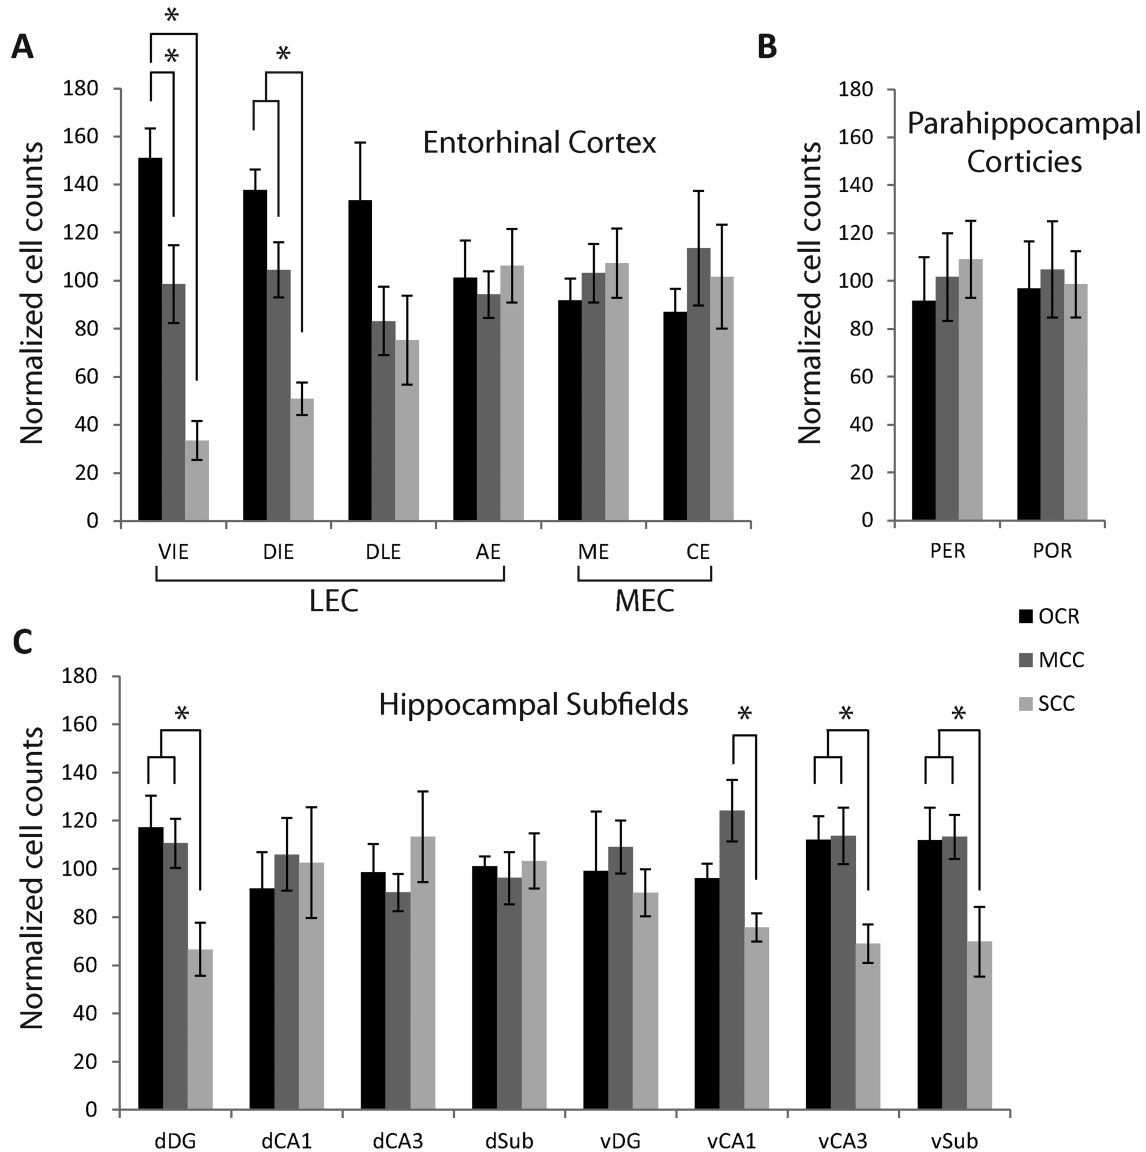 A
Entorhinal Cortex
Normalized cell counts
180
160
140
120
100
80
60
40
20
0
*
*
*
VIE DIE DLE AE ME CE
LEC MEC
B
Parahippocampal
Corticies
Normalized cell counts
180
160
140
120
100
80
60
40
20
0
PER POR
OCR
MCC
SCC
C
Hippocampal Subfields
Normalized cell counts
180
160
140
120
100
80
60
40
20
0
* * * *
dDG dCA1 dCA3 dSub vDG vCA1 vCA3 vSub